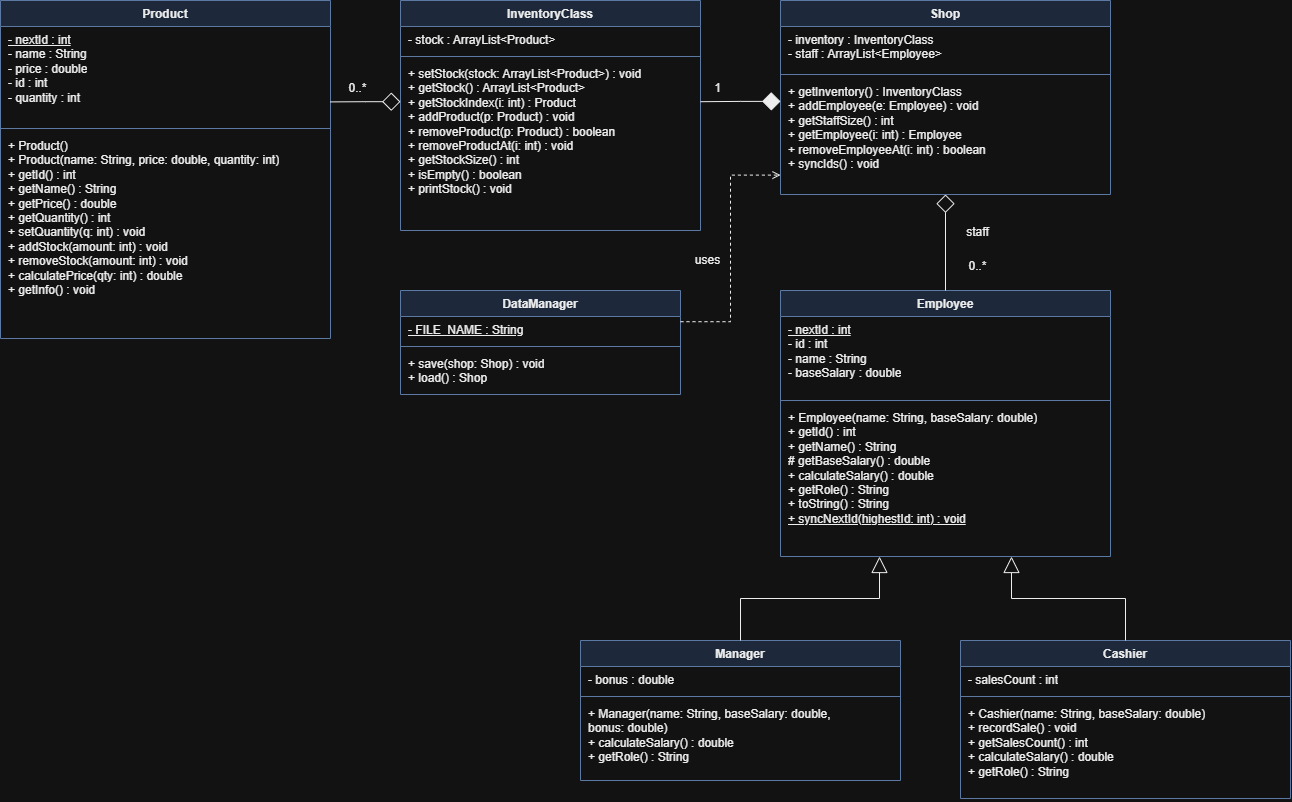 Product
- nextId : int
- name : String
- price : double
- id : int
- quantity : int
+ Product()
+ Product(name: String, price: double, quantity: int)
+ getId() : int
+ getName() : String
+ getPrice() : double
+ getQuantity() : int
+ setQuantity(q: int) : void
+ addStock(amount: int) : void
+ removeStock(amount: int) : void
+ calculatePrice(qty: int) : double
+ getInfo() : void
0..*
InventoryClass
- stock : ArrayList<Product>
+ setStock(stock: ArrayList<Product>) : void
+ getStock() : ArrayList<Product>
+ getStockIndex(i: int) : Product
+ addProduct(p: Product) : void
+ removeProduct(p: Product) : boolean
+ removeProductAt(i: int) : void
+ getStockSize() : int
+ isEmpty() : boolean
+ printStock() : void
1
Shop
- inventory : InventoryClass
- staff : ArrayList<Employee>
+ getInventory() : InventoryClass
+ addEmployee(e: Employee) : void
+ getStaffSize() : int
+ getEmployee(i: int) : Employee
+ removeEmployeeAt(i: int) : boolean
+ syncIds() : void
staff
0..*
uses
DataManager
- FILE_NAME : String
+ save(shop: Shop) : void
+ load() : Shop
Employee
- nextId : int
- id : int
- name : String
- baseSalary : double
+ Employee(name: String, baseSalary: double)
+ getId() : int
+ getName() : String
# getBaseSalary() : double
+ calculateSalary() : double
+ getRole() : String
+ toString() : String
+ syncNextId(highestId: int) : void
Manager
- bonus : double
+ Manager(name: String, baseSalary: double,
bonus: double)
+ calculateSalary() : double
+ getRole() : String
Cashier
- salesCount : int
+ Cashier(name: String, baseSalary: double)
+ recordSale() : void
+ getSalesCount() : int
+ calculateSalary() : double
+ getRole() : String